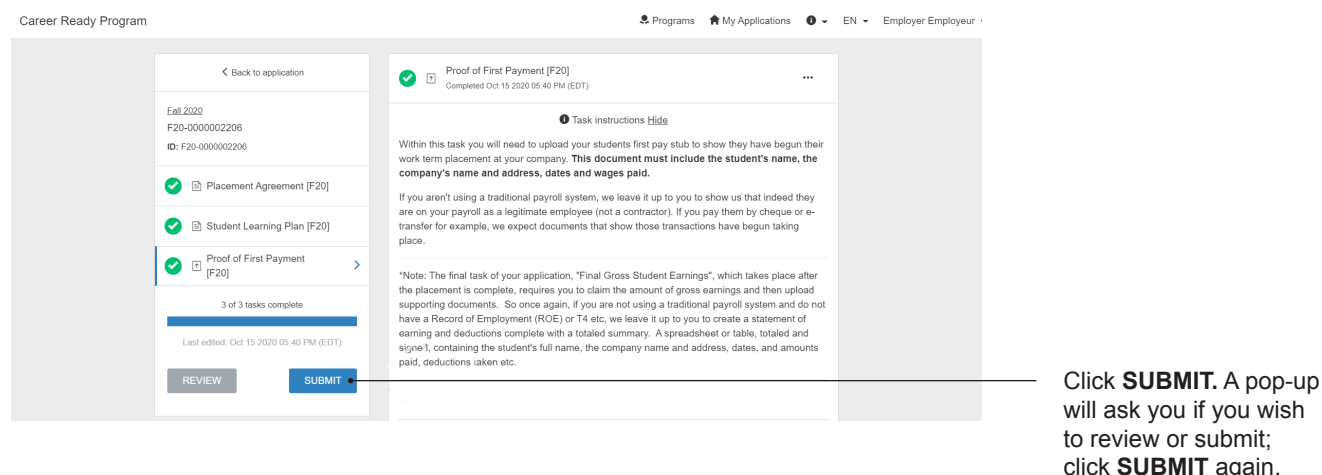 Career Ready Program
Programs My Applications EN Employer Employeur
Back to application
Fall 2020
F20-0000002206
ID: F20-0000002206
Placement Agreement [F20]
Student Learning Plan [F20]
Proof of First Payment
[F20]
3 of 3 tasks complete
Last edited: Oct 15 2020 05:40 PM (EDT)
REVIEW SUBMIT
Proof of First Payment [F20]
Completed Oct 15 2020 05:40 PM (EDT)
Task instructions Hide
Within this task you will need to upload your students first pay stub to show they have begun their
work term placement at your company. This document must include the student's name, the
company's name and address, dates and wages paid.
If you aren't using a traditional payroll system, we leave it up to you to show us that indeed they
are on your payroll as a legitimate employee (not a contractor). If you pay them by cheque or e-
transfer for example, we expect documents that show those transactions have begun taking
place.
*Note: The final task of your application, "Final Gross Student Earnings", which takes place after
the placement is complete, requires you to claim the amount of gross earnings and then upload
supporting documents. So once again, if you are not using a traditional payroll system and do not
have a Record of Employment (ROE) or T4 etc, we leave it up to you to create a statement of
earning and deductions complete with a totaled summary. A spreadsheet or table, totaled and
signed, containing the student's full name, the company name and address, dates, and amounts
paid, deductions taken etc.
Click SUBMIT. A pop-up
will ask you if you wish
to review or submit;
click SUBMIT again.